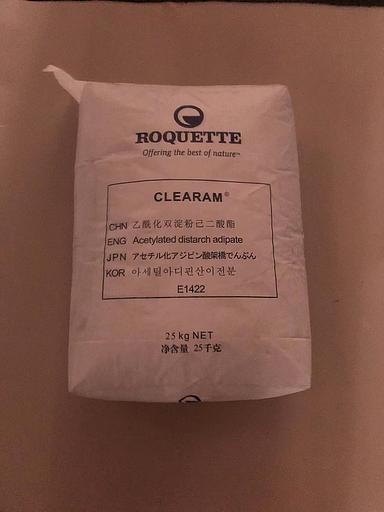 ROQUETTE
Offering the best of nature™
CLEARAM®
CHN 乙酰化双淀粉己二酸酯
ENG Acetylated distarch adipate
JPN アセチル化アジピン酸架橋でんぷん
KOR 아세틸아디핀산이전분
E1422
25 kg NET
净含量 25千克